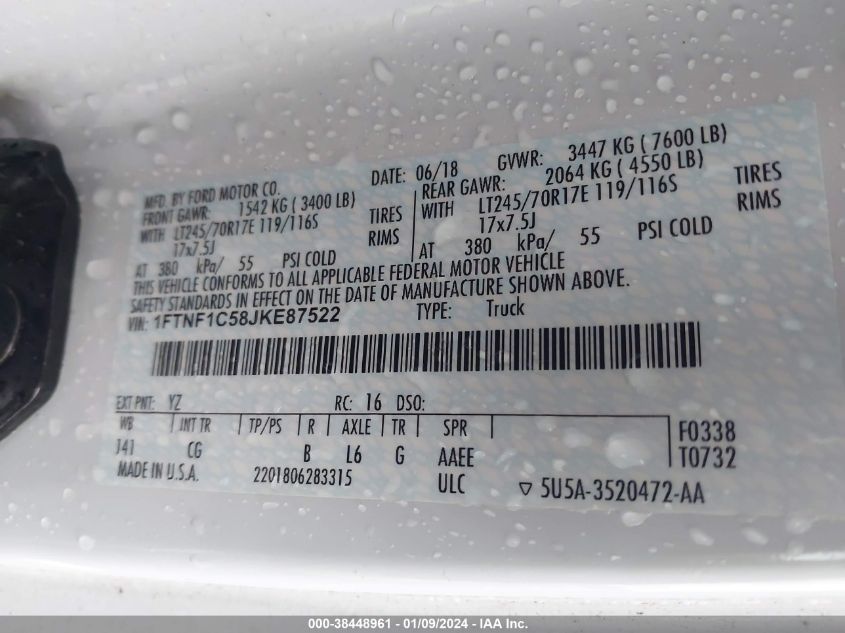 MFD. BY FORD MOTOR CO. DATE: 06/18 GVWR: 3447 KG ( 7600 LB)
FRONT GAWR: 1542 KG ( 3400 LB) REAR GAWR: 2064 KG ( 4550 LB)
WITH LT245/70R17E 119/116S TIRES WITH LT245/70R17E 119/116S TIRES
17x7.5J RIMS 17x7.5J RIMS
AT 380 kPa/ 55 PSI COLD AT 380 kPa/ 55 PSI COLD
THIS VEHICLE CONFORMS TO ALL APPLICABLE FEDERAL MOTOR VEHICLE
SAFETY STANDARDS IN EFFECT ON THE DATE OF MANUFACTURE SHOWN ABOVE.
VIN: 1FTNF1C58JKE87522 TYPE: Truck
EXT PNT: YZ RC: 16 DSO:
WB INT TR TP/PS R AXLE TR SPR F0338
141 CG B L6 G AAEE T0732
MADE IN U.S.A. 2201806283315 ULC ▽ 5U5A-3520472-AA
000-38448961 - 01/09/2024 - IAA Inc.